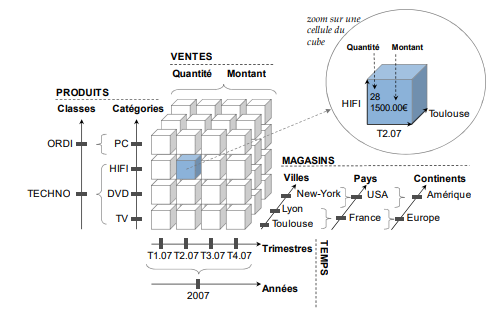 zoom sur une
cellule du
cube
Quantité Montant
28
1500.00€
HIFI
Toulouse
T2.07
VENTES
Quantité Montant
PRODUITS
Classes Catégories
ORDI PC
HIFI
TECHNO DVD
TV
MAGASINS
Villes Pays Continents
New-York USA Amérique
Lyon
Toulouse France Europe
T1.07 T2.07 T3.07 T4.07 Trimestres
TEMPS
2007 Années